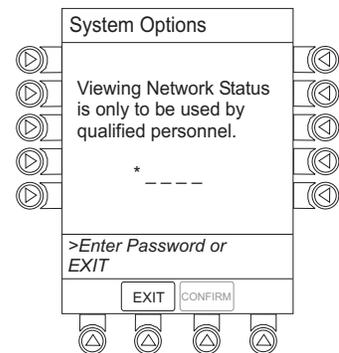 System Options
Viewing Network Status
is only to be used by
qualified personnel.
*_ _ _ _
>Enter Password or
EXIT
EXIT CONFIRM